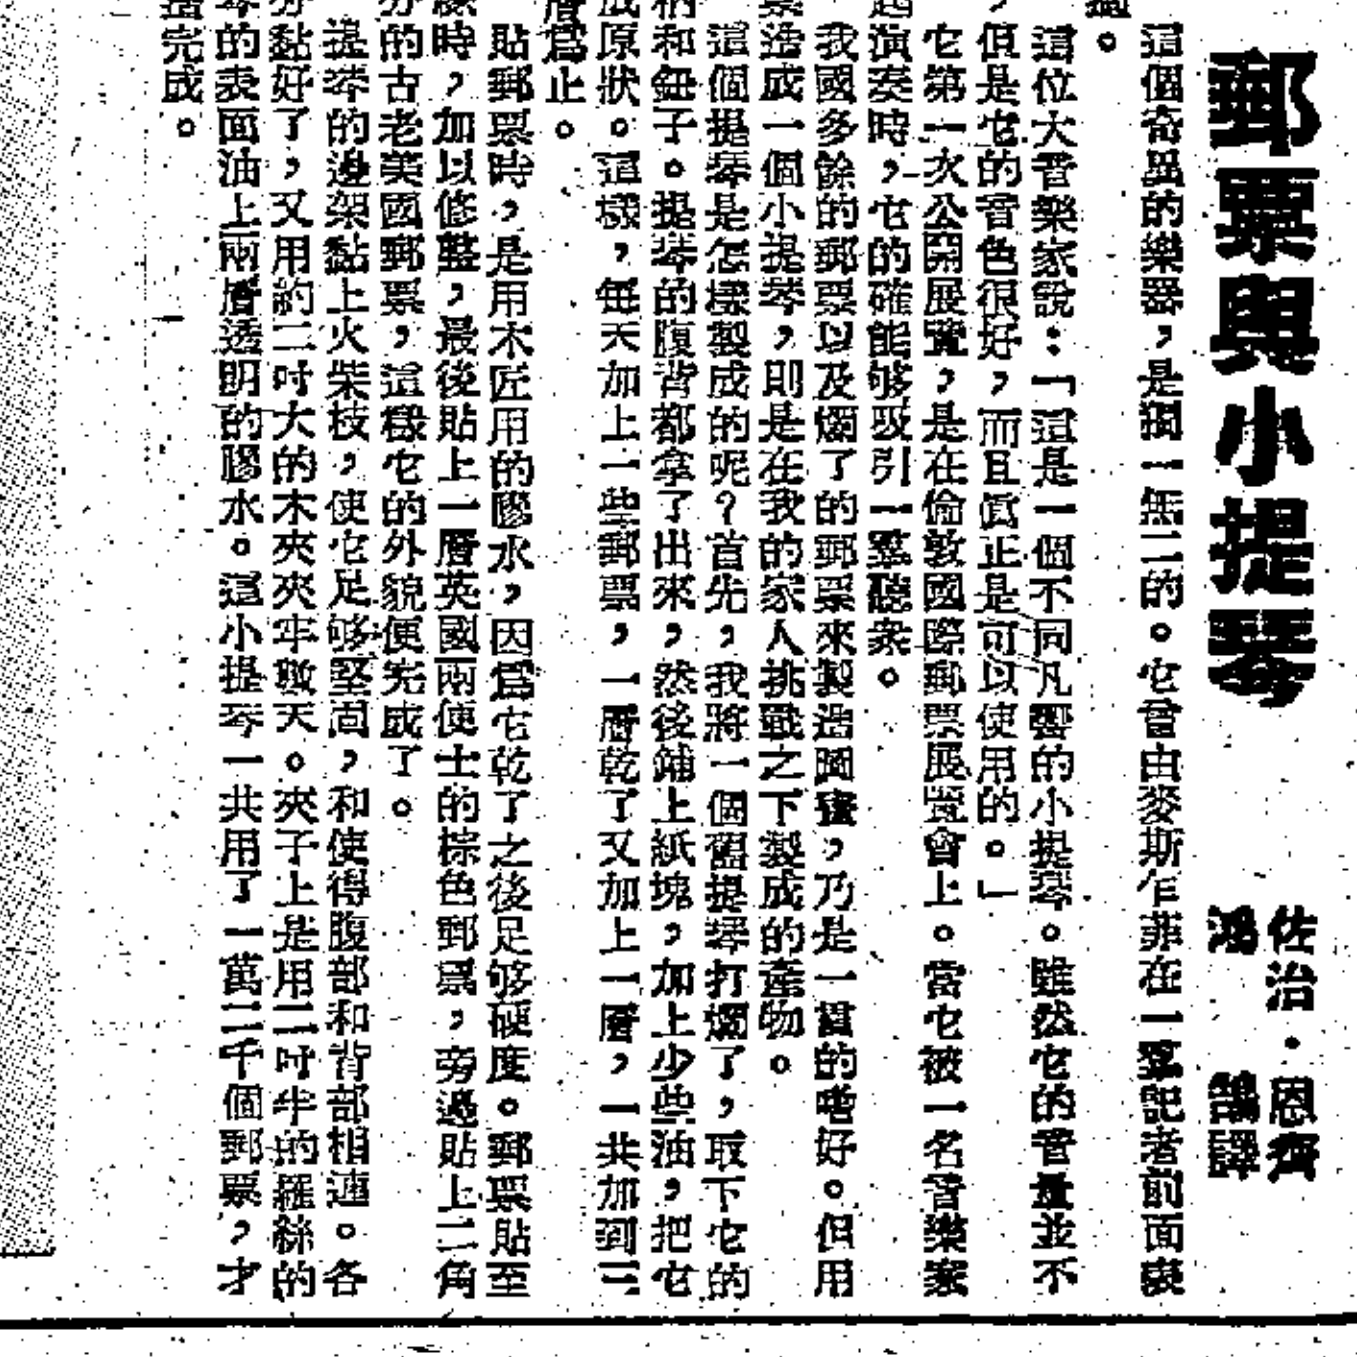 郵票與小提琴
佐治·恩齊
鴻鵠譯
這個奇異的樂器，是獨一無二的。它曾由麥斯乍菲在一羣記者前面表
過。
這位大音樂家說：「這是一個不同凡響的小提琴。雖然它的音量並不
，但是它的音色很好，而且眞正是可以使用的。」
它第一次公開展覽，是在倫敦國際郵票展覽會上。當它被一名音樂家
起演奏時，它的確能够吸引一羣聽衆。
我國多餘的郵票以及爛了的郵票來製造圖畫，乃是一貫的嗜好。但用
票造成一個小提琴，則是在我的家人挑戰之下製成的產物。
這個提琴是怎樣製成的呢？首先，我將一個舊提琴打爛了，取下它的
柄和鈕子。提琴的腹背都拿了出來，然後鋪上紙塊，加上少些油，把它
成原狀。這樣，每天加上一些郵票，一層乾了又加上一層，一共加到三
層爲止。
貼郵票時，是用木匠用的膠水，因爲它乾了之後足够硬度。郵票貼至
時，加以修整，最後貼上一層英國兩便士的棕色郵票，旁邊貼上二角
分的古老美國郵票，這樣它的外貌便完成了。
提琴的邊架黏上火柴枝，使它足够堅固，和使得腹部和背部相連。各
分黏好了，又用約二吋大的木夾夾牢數天。夾子上是用二吋半的羅絲的
琴的表面油上兩層透明的膠水。這小提琴一共用了一萬二千個郵票，才
完成。